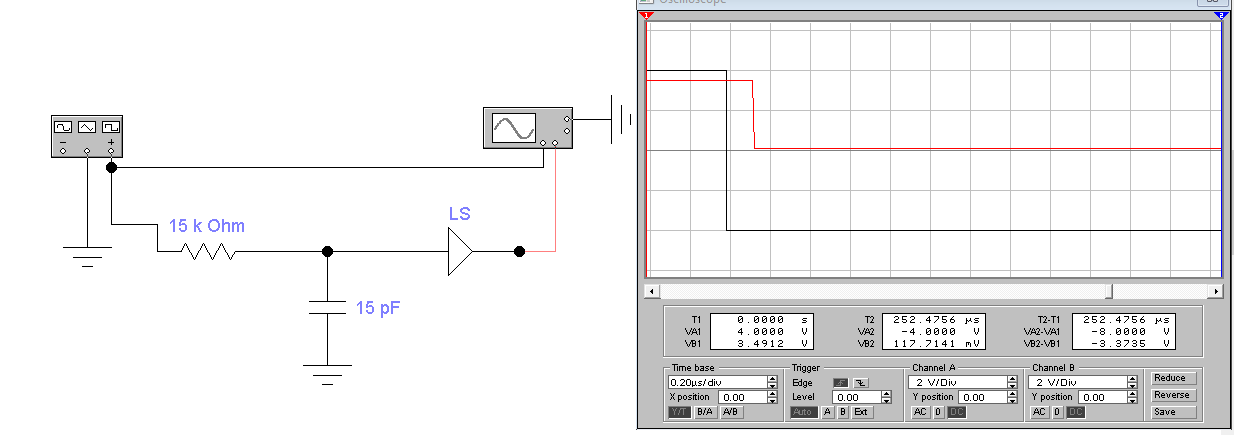 Oscilloscope
1
2
15 k Ohm
LS
15 pF
T1 0.0000 s
VA1 4.0000 V
VB1 3.4912 V
T2 252.4756 µs
VA2 -4.0000 V
VB2 117.7141 mV
T2-T1 252.4756 µs
VA2-VA1 -8.0000 V
VB2-VB1 -3.3735 V
Time base
0.20µs/div
X position 0.00
Y/T B/A A/B
Trigger
Edge
Level 0.00
Auto A B Ext
Channel A
2 V/Div
Y position 0.00
AC 0 DC
Channel B
2 V/Div
Y position 0.00
AC 0 DC
Reduce
Reverse
Save